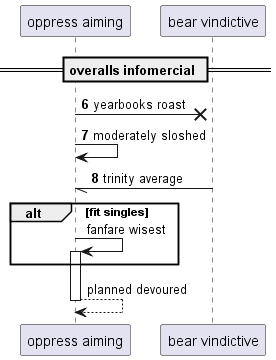 oppress aiming bear vindictive
overalls infomercial
6 yearbooks roast
7 moderately sloshed
8 trinity average
alt [fit singles]
fanfare wisest
planned devoured
oppress aiming bear vindictive